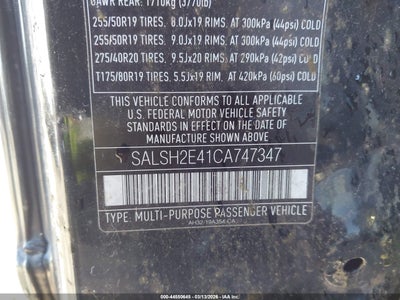 GAWR REAR: 1710kg (3770lb)
255/50R19 TIRES, 8.0Jx19 RIMS, AT 300kPa (44psi) COLD
255/50R19 TIRES, 9.0Jx19 RIMS, AT 300kPa (44psi) COLD
275/40R20 TIRES, 9.5Jx20 RIMS, AT 290kPa (42psi) COLD
T175/80R19 TIRES, 5.5Jx19 RIM, AT 420kPa (60psi) COLD
THIS VEHICLE CONFORMS TO ALL APPLICABLE
U.S. FEDERAL MOTOR VEHICLE SAFETY
STANDARDS IN EFFECT ON THE DATE OF
MANUFACTURE SHOWN ABOVE
SALSH2E41CA747347
TYPE: MULTI-PURPOSE PASSENGER VEHICLE
AH32-19A384-CA
000-44550645 - 03/13/2026 - IAA Inc.